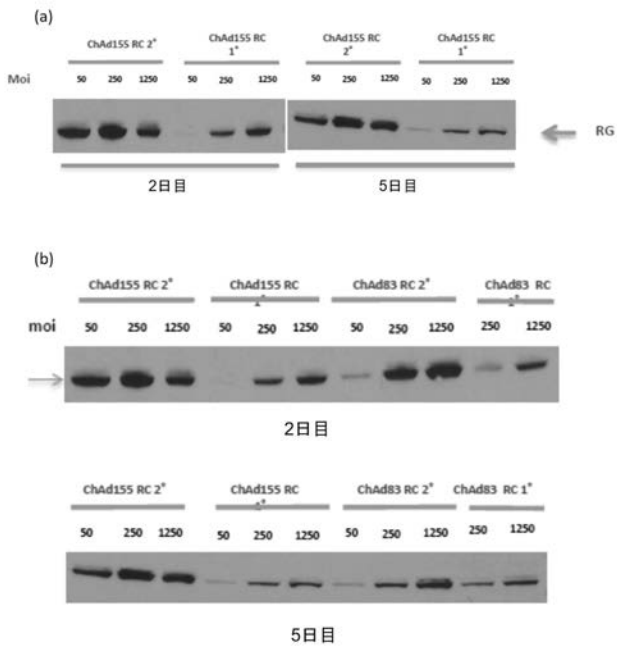 (a)
ChAd155 RC 2* ChAd155 RC 1* ChAd155 RC 2* ChAd155 RC 1*
Moi 50 250 1250 50 250 1250 50 250 1250 50 250 1250
RG
2日目 5日目
(b)
ChAd155 RC 2* ChAd155 RC 1* ChAd83 RC 2* ChAd83 RC
moi 50 250 1250 50 250 1250 50 250 1250 250 1250
2日目
ChAd155 RC 2* ChAd155 RC ChAd83 RC 2* ChAd83 RC 1*
50 250 1250 50 250 1250 50 250 1250 250 1250
5日目